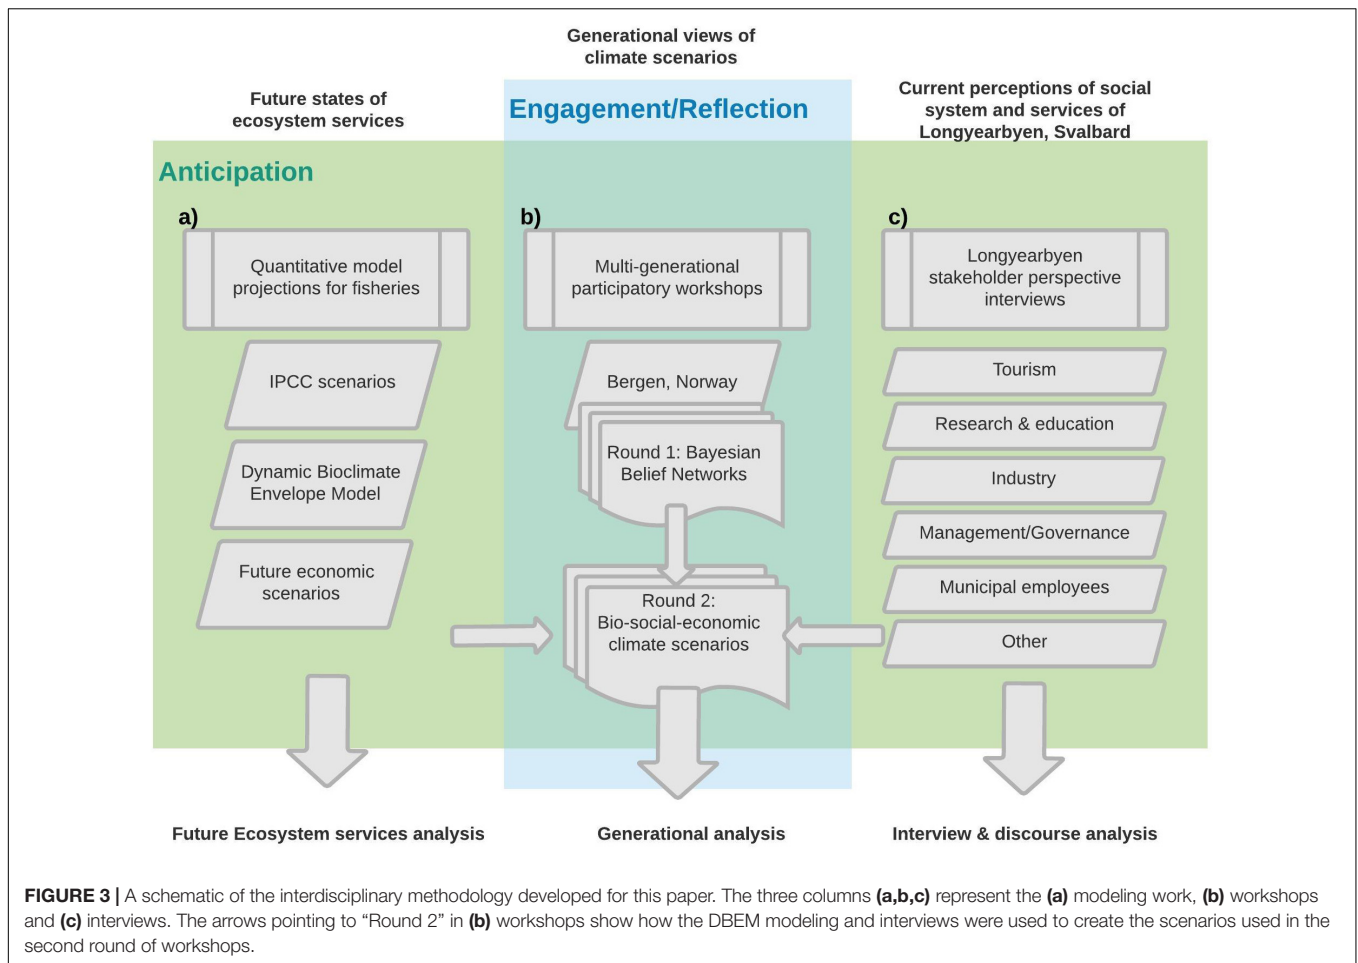 Generational views of
climate scenarios
Future states of
ecosystem services
Current perceptions of social
system and services of
Longyearbyen, Svalbard
Engagement/Reflection
Anticipation
a)
Quantitative model
projections for fisheries
IPCC scenarios
Dynamic Bioclimate
Envelope Model
Future economic
scenarios
b)
Multi-generational
participatory workshops
Bergen, Norway
Round 1: Bayesian
Belief Networks
Round 2:
Bio-social-economic
climate scenarios
c)
Longyearbyen
stakeholder perspective
interviews
Tourism
Research & education
Industry
Management/Governance
Municipal employees
Other
Future Ecosystem services analysis
Generational analysis
Interview & discourse analysis
FIGURE 3 | A schematic of the interdisciplinary methodology developed for this paper. The three columns (a,b,c) represent the (a) modeling work, (b) workshops
and (c) interviews. The arrows pointing to “Round 2” in (b) workshops show how the DBEM modeling and interviews were used to create the scenarios used in the
second round of workshops.